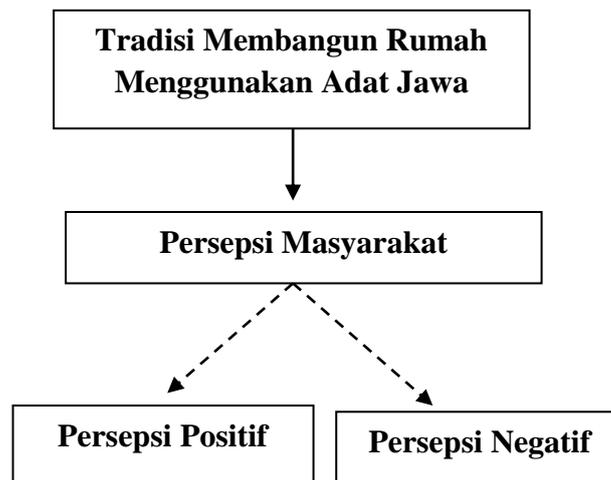 Tradisi Membangun Rumah
Menggunakan Adat Jawa
Persepsi Masyarakat
Persepsi Positif
Persepsi Negatif